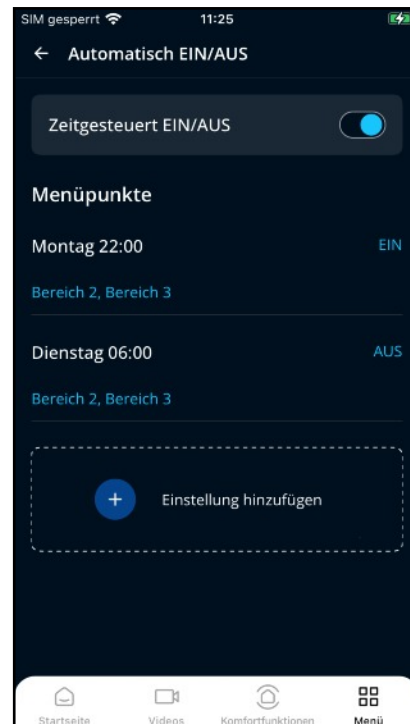 SIM gesperrt 11:25
← Automatisch EIN/AUS
Zeitgesteuert EIN/AUS
Menüpunkte
Montag 22:00 EIN
Bereich 2, Bereich 3
Dienstag 06:00 AUS
Bereich 2, Bereich 3
+ Einstellung hinzufügen
Startseite Videos Komfortfunktionen Menü